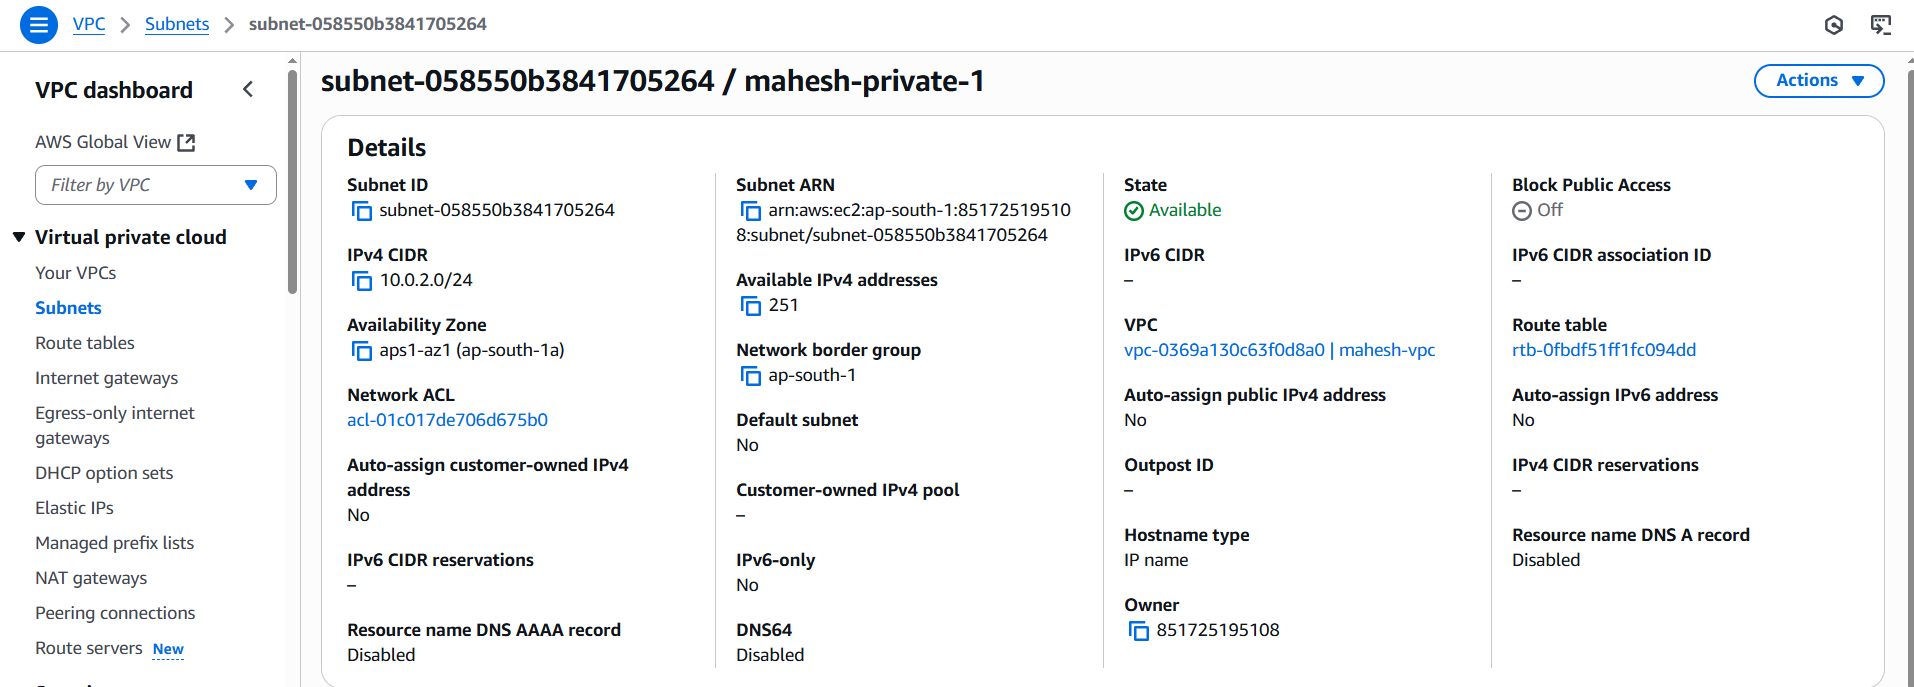 VPC > Subnets > subnet-058550b3841705264
VPC dashboard
AWS Global View
Filter by VPC
Virtual private cloud
Your VPCs
Subnets
Route tables
Internet gateways
Egress-only internet
gateways
DHCP option sets
Elastic IPs
Managed prefix lists
NAT gateways
Peering connections
Route servers New
subnet-058550b3841705264 / mahesh-private-1
Actions
Details
Subnet ID
subnet-058550b3841705264
IPv4 CIDR
10.0.2.0/24
Availability Zone
aps1-az1 (ap-south-1a)
Network ACL
acl-01c017de706d675b0
Auto-assign customer-owned IPv4
address
No
IPv6 CIDR reservations
–
Resource name DNS AAAA record
Disabled
Subnet ARN
arn:aws:ec2:ap-south-1:85172519510
8:subnet/subnet-058550b3841705264
Available IPv4 addresses
251
Network border group
ap-south-1
Default subnet
No
Customer-owned IPv4 pool
–
IPv6-only
No
DNS64
Disabled
State
Available
IPv6 CIDR
–
VPC
vpc-0369a130c63f0d8a0 | mahesh-vpc
Auto-assign public IPv4 address
No
Outpost ID
–
Hostname type
IP name
Owner
851725195108
Block Public Access
Off
IPv6 CIDR association ID
–
Route table
rtb-0fbdf51ff1fc094dd
Auto-assign IPv6 address
No
IPv4 CIDR reservations
–
Resource name DNS A record
Disabled